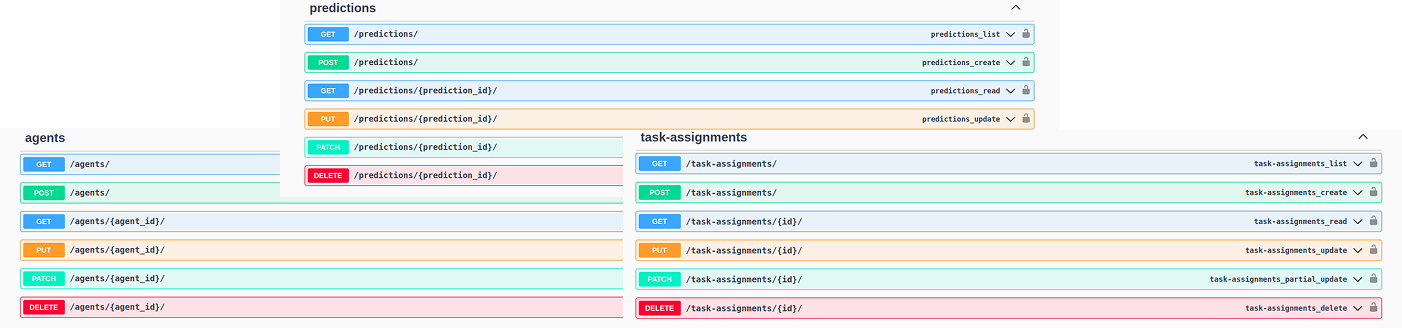 predictions
GET /predictions/ predictions_list
POST /predictions/ predictions_create
GET /predictions/{prediction_id}/ predictions_read
PUT /predictions/{prediction_id}/ predictions_update
PATCH /predictions/{prediction_id}/
DELETE /predictions/{prediction_id}/
agents
GET /agents/
POST /agents/
GET /agents/{agent_id}/
PUT /agents/{agent_id}/
PATCH /agents/{agent_id}/
DELETE /agents/{agent_id}/
task-assignments
GET /task-assignments/ task-assignments_list
POST /task-assignments/ task-assignments_create
GET /task-assignments/{id}/ task-assignments_read
PUT /task-assignments/{id}/ task-assignments_update
PATCH /task-assignments/{id}/ task-assignments_partial_update
DELETE /task-assignments/{id}/ task-assignments_delete